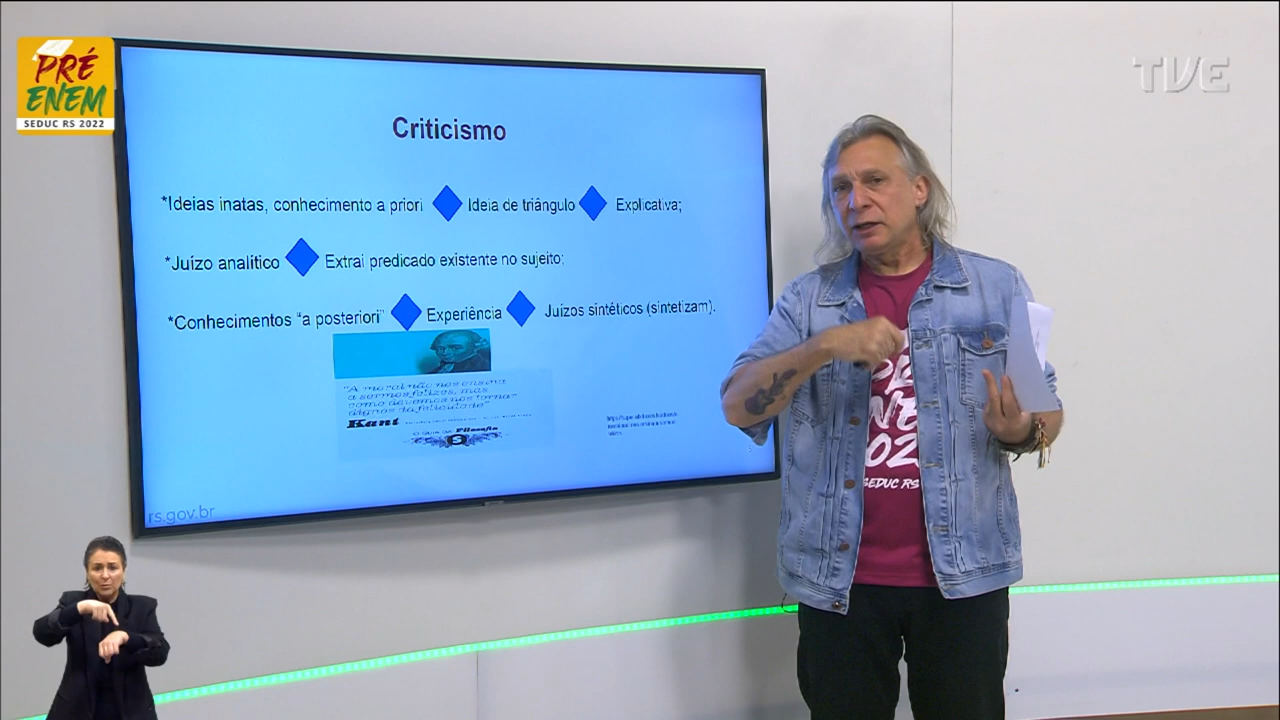 PRÉ
ENEM
SEDUC RS 2022
TVE
Criticismo
*Ideias inatas, conhecimento a priori Ideia de triângulo Explicativa;
*Juízo analítico Extrai predicado existente no sujeito;
*Conhecimentos “a posteriori” Experiência Juízos sintéticos (sintetizam).
"A moral não nos ensina
a sermos felizes, mas
como devemos nos tornar
dignos da felicidade"
Kant
Filosofia
rs.gov.br
SEDUC RS